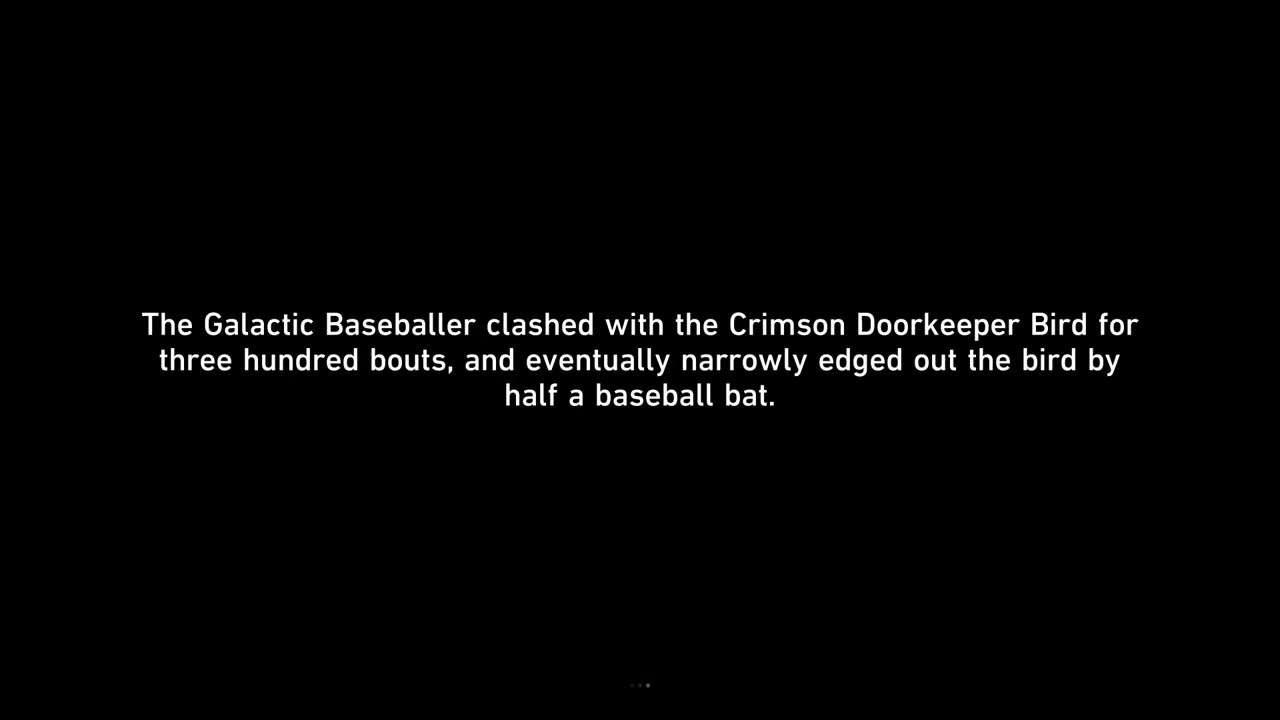 The Galactic Baseballer clashed with the Crimson Doorkeeper Bird for
three hundred bouts, and eventually narrowly edged out the bird by
half a baseball bat.